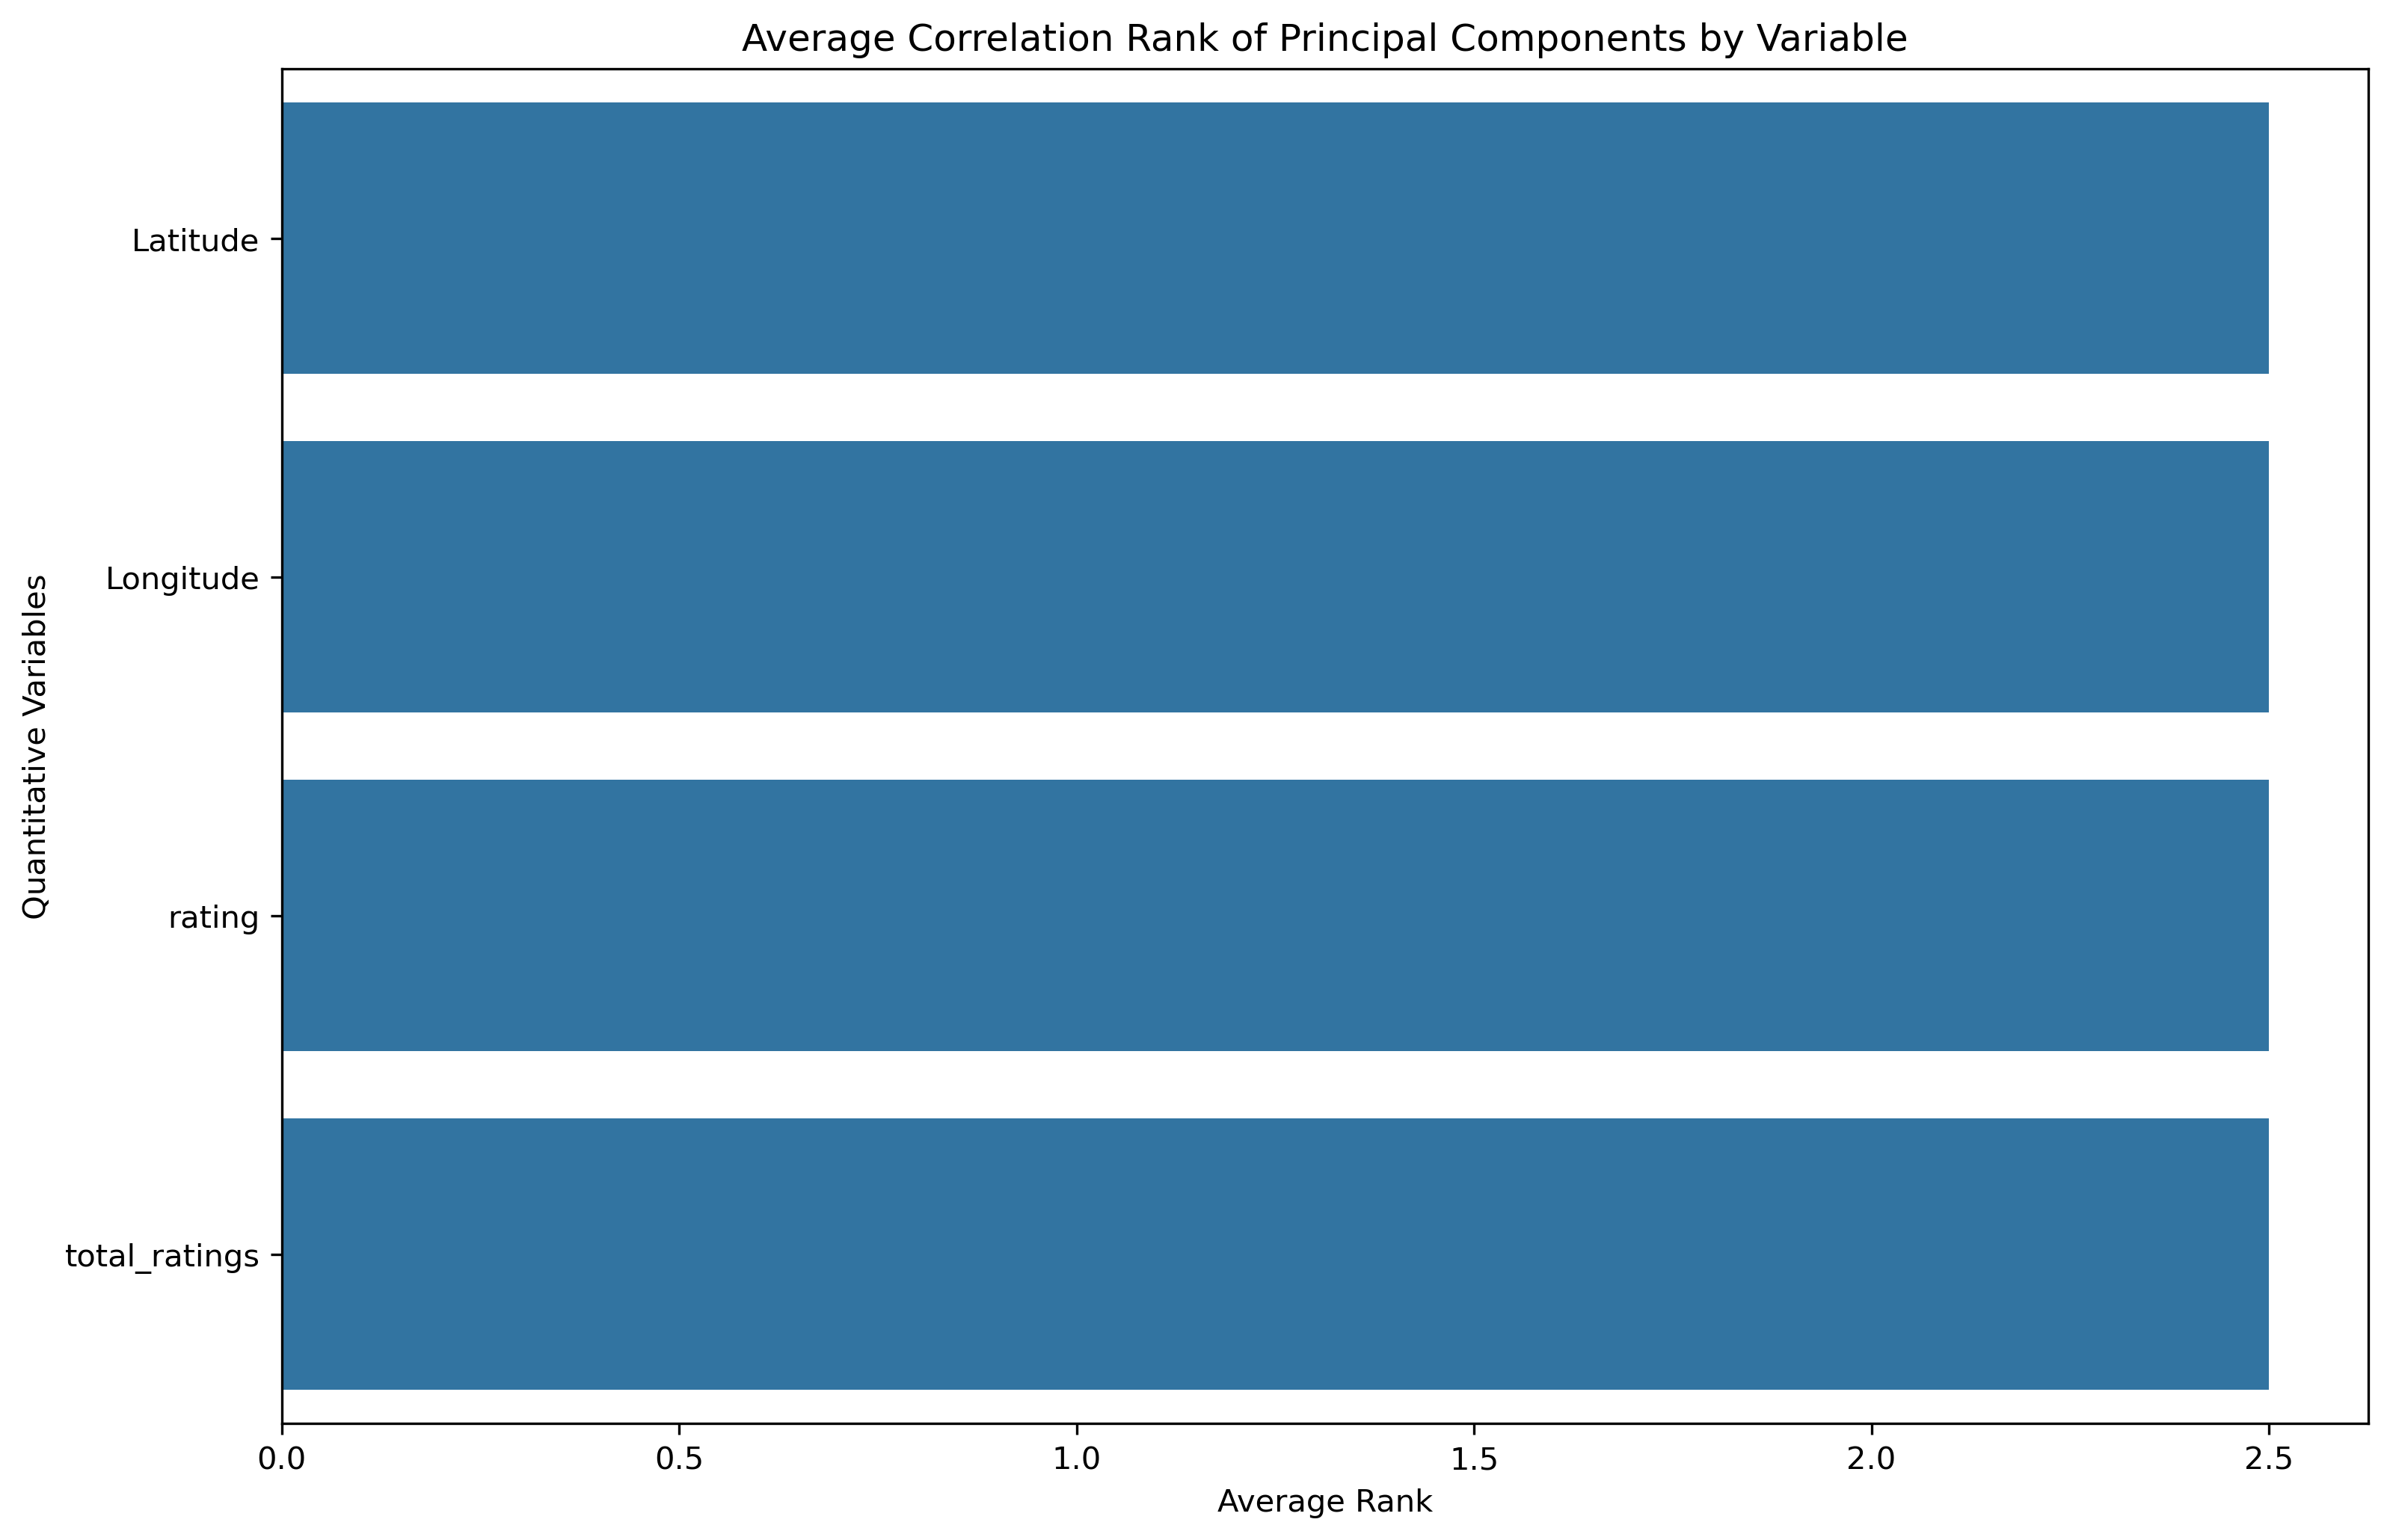 Average Correlation Rank of Principal Components by Variable
Quantitative Variables
Latitude
Longitude
rating
total_ratings
0.0 0.5 1.0 1.5 2.0 2.5
Average Rank